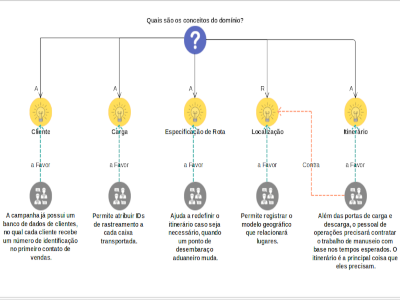 Quais são os conceitos do domínio?
A A A R A
Cliente Carga Especificação de Rota Localização Itinerário
a Favor a Favor a Favor a Favor Contra a Favor
A campanha já possui um
banco de dados de clientes,
no qual cada cliente recebe
um número de identificação
no primeiro contato de
vendas.
Permite atribuir IDs
de rastreamento a
cada caixa
transportada.
Ajuda a redefinir o
itinerário caso seja
necessário, quando
um ponto de
desembaraço
aduaneiro muda.
Permite registrar o
modelo geográfico
que relacionará
lugares.
Além das portas de carga e
descarga, o pessoal de
operações precisará contratar
o trabalho de manuseio com
base nos tempos esperados. O
itinerário é a principal coisa que
eles precisam.